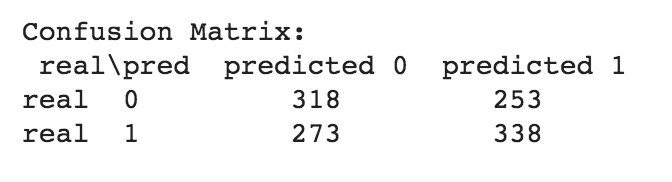 Confusion Matrix:
real\pred predicted 0 predicted 1
real 0 318 253
real 1 273 338